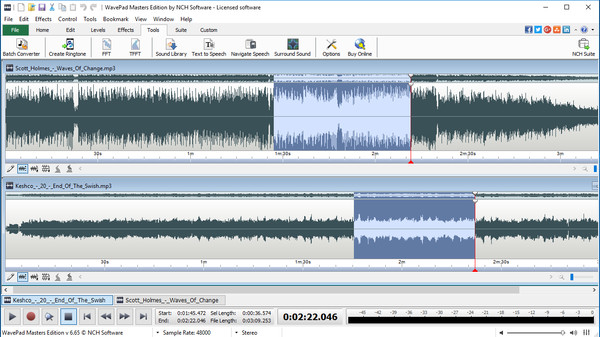 WavePad Masters Edition by NCH Software - Licensed software
File Edit Effects Control Tools Bookmark View Window Help
File Home Edit Levels Effects Tools Suite Custom
Batch Converter Create Ringtone FFT TFFT Sound Library Text to Speech Navigate Speech Surround Sound Options Buy Online NCH Suite
Scott_Holmes_-_Waves_Of_Change.mp3
30s 1m 1m;30s 2m 2m;30s 3m
Keshco_-_20_-_End_Of_The_Swish.mp3
30s 1m 1m;30s 2m 2m;30s
Keshco_-_20_-_End_Of_The_Swah Scott_Holmes_-_Waves_Of_Change
Start: 0:01:45.472 Sel Length: 0:00:36.574
End: 0:02:22.046 File Length: 0:03:09.253
0:02:22.046
-45 -42 -39 -36 -33 -30 -27 -24 -21 -18 -15 -12 -9 -6 -3 0
WavePad Masters Edition v 6.65 © NCH Software Sample Rate: 48000 Stereo